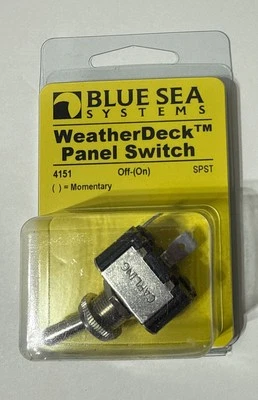 BLUE SEA
SYSTEMS
WeatherDeck™
Panel Switch
4151 Off-(On) SPST
( ) = Momentary
CARLING